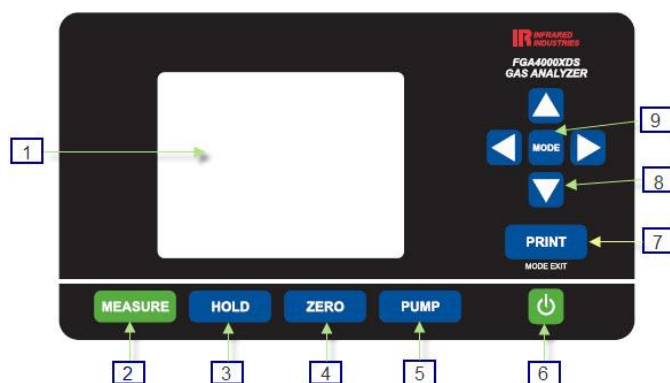 IR INFRARED
INDUSTRIES
FGA4000XDS
GAS ANALYZER
9
MODE
1
8
PRINT
7
MODE EXIT
MEASURE
HOLD
ZERO
PUMP
2
3
4
5
6